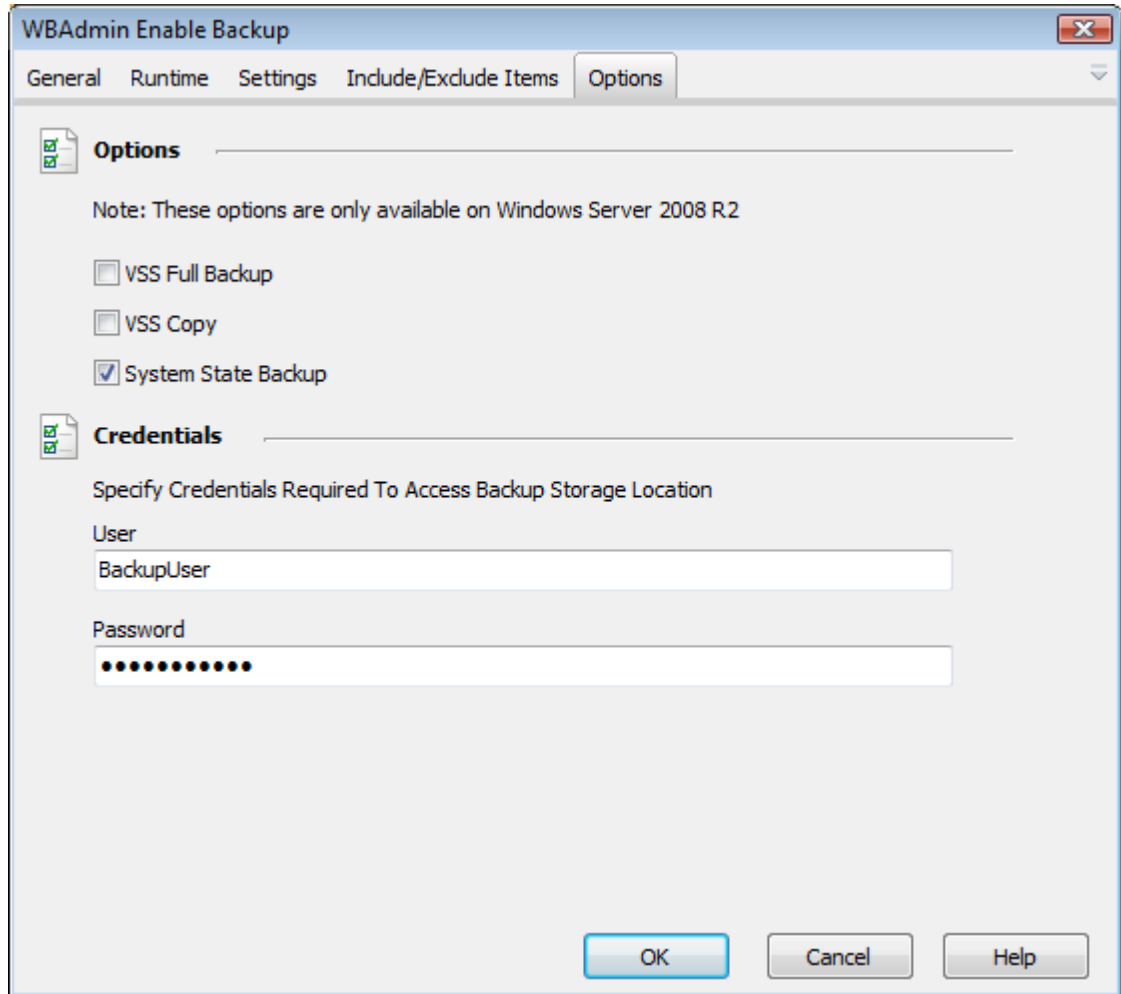 WBAdmin Enable Backup
General Runtime Settings Include/Exclude Items Options
Options
Note: These options are only available on Windows Server 2008 R2
VSS Full Backup
VSS Copy
System State Backup
Credentials
Specify Credentials Required To Access Backup Storage Location
User
BackupUser
Password
●●●●●●●●●●●
OK Cancel Help